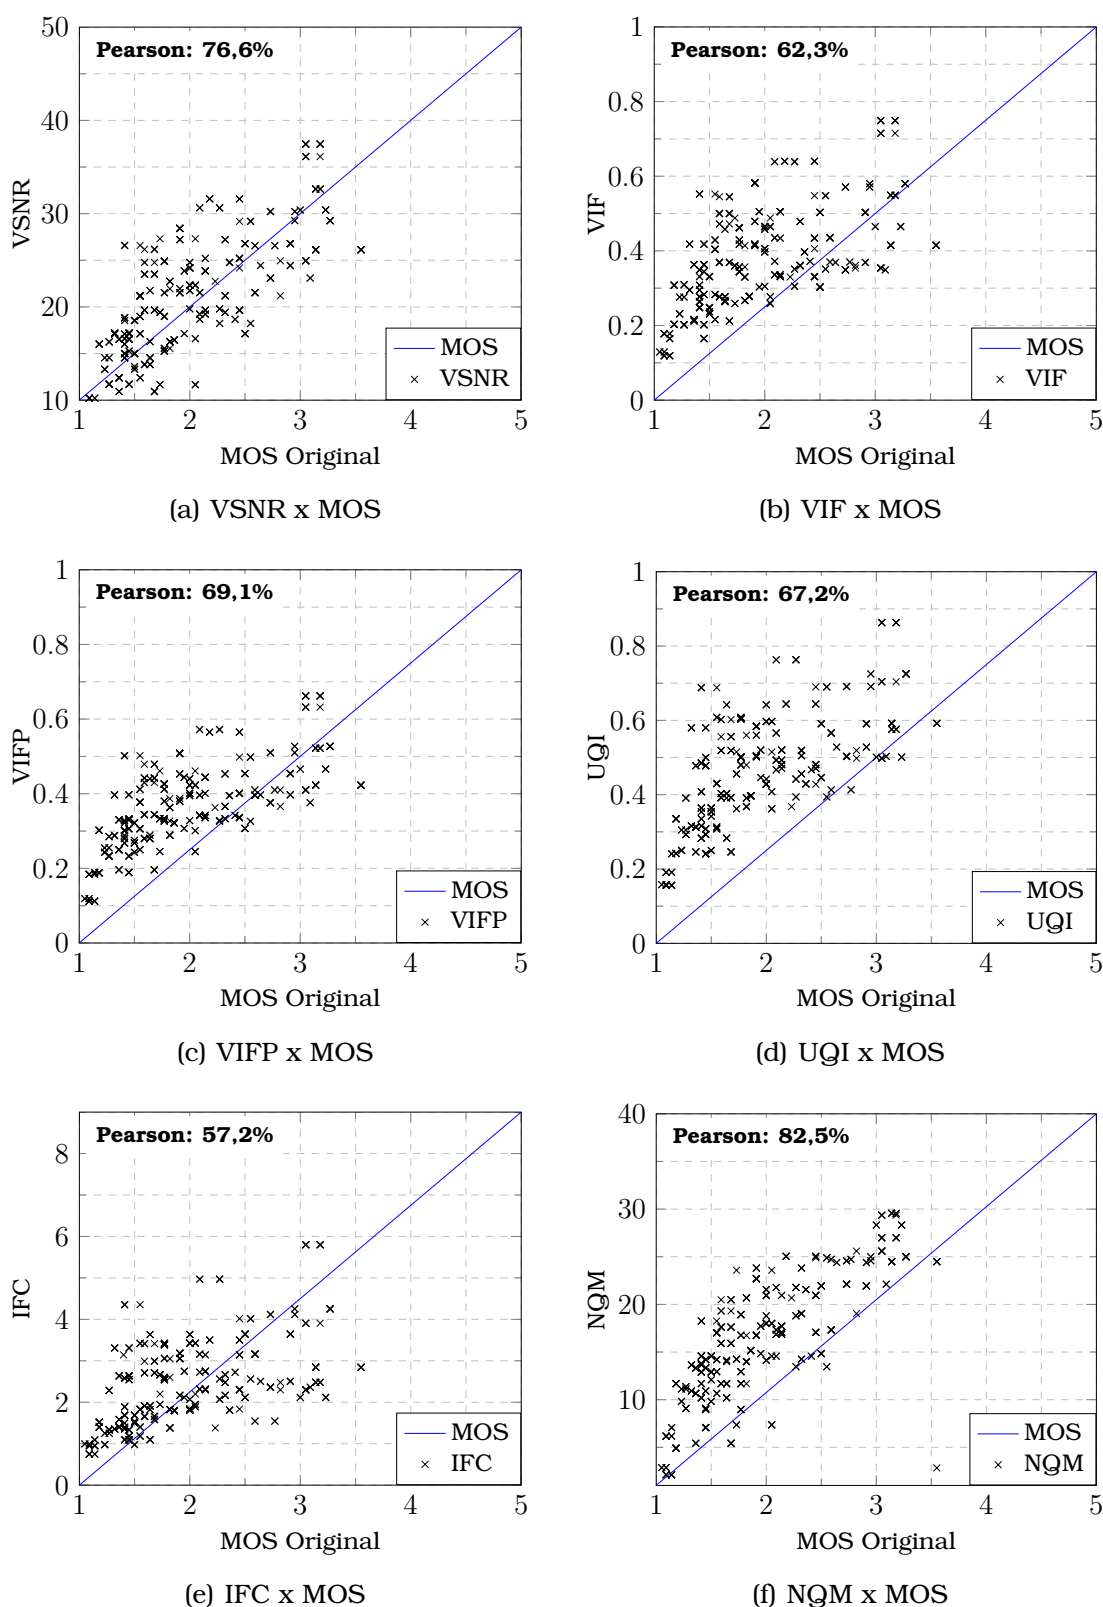 Pearson: 76,6%
VSNR
50
40
30
20
10
1 2 3 4 5
MOS
VSNR
MOS Original
(a) VSNR x MOS
Pearson: 62,3%
VIF
1
0.8
0.6
0.4
0.2
0
1 2 3 4 5
MOS
VIF
MOS Original
(b) VIF x MOS
Pearson: 69,1%
VIFP
1
0.8
0.6
0.4
0.2
0
1 2 3 4 5
MOS
VIFP
MOS Original
(c) VIFP x MOS
Pearson: 67,2%
UQI
1
0.8
0.6
0.4
0.2
0
1 2 3 4 5
MOS
UQI
MOS Original
(d) UQI x MOS
Pearson: 57,2%
IFC
8
6
4
2
0
1 2 3 4 5
MOS
IFC
MOS Original
(e) IFC x MOS
Pearson: 82,5%
NQM
40
30
20
10
1 2 3 4 5
MOS
NQM
MOS Original
(f) NQM x MOS